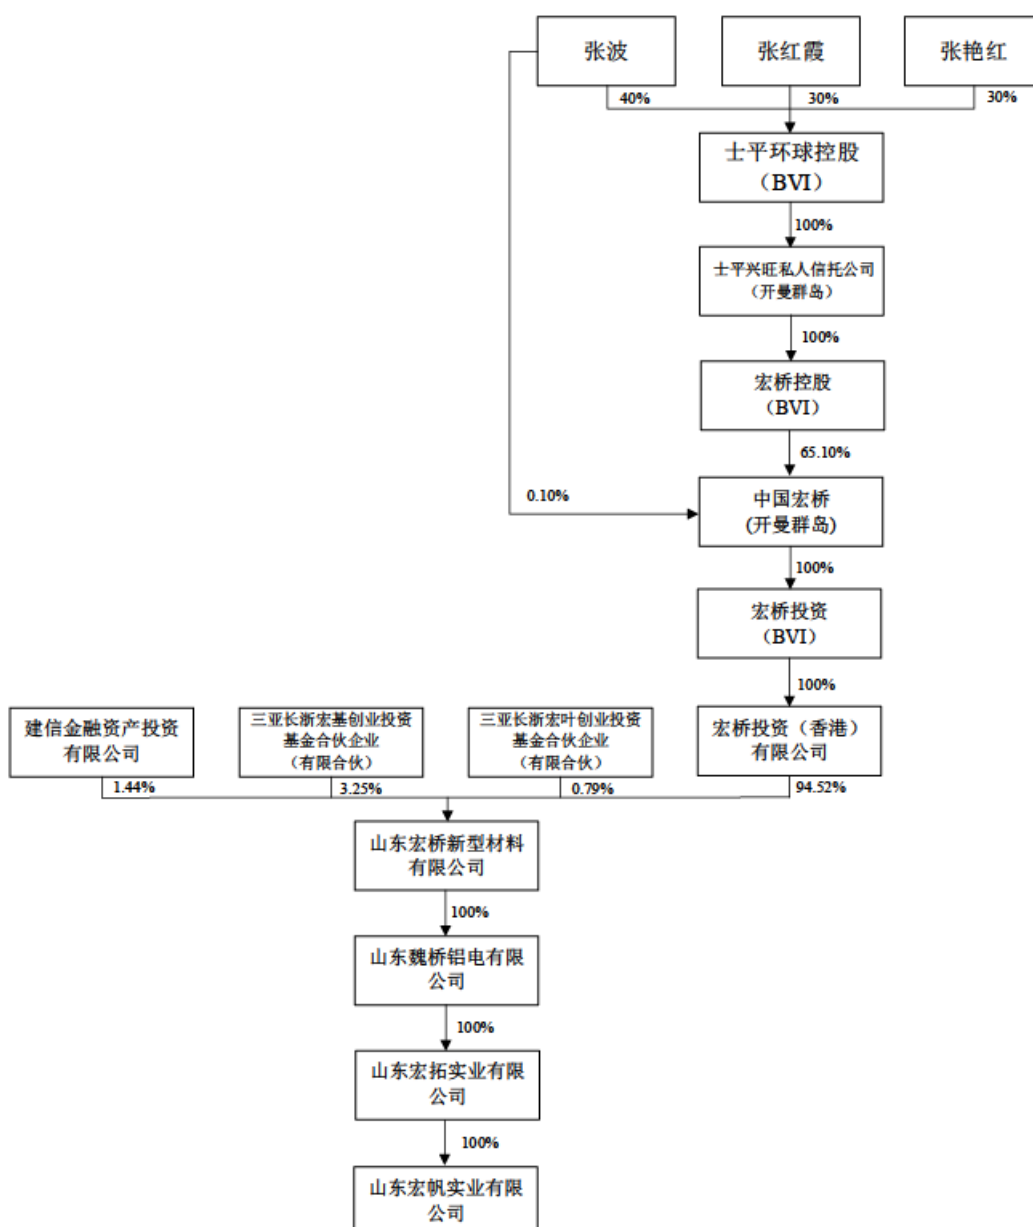 张波
张红霞
张艳红
40%
30%
30%
士平环球控股
（BVI）
100%
士平兴旺私人信托公司
（开曼群岛）
100%
宏桥控股
（BVI）
65.10%
0.10%
中国宏桥
(开曼群岛)
100%
宏桥投资
（BVI）
100%
建信金融资产投资
有限公司
三亚长浙宏基创业投资
基金合伙企业
（有限合伙）
三亚长浙宏叶创业投资
基金合伙企业
（有限合伙）
宏桥投资（香港）
有限公司
1.44%
3.25%
0.79%
94.52%
山东宏桥新型材料
有限公司
100%
山东魏桥铝电有限
公司
100%
山东宏拓实业有限
公司
100%
山东宏帆实业有限
公司